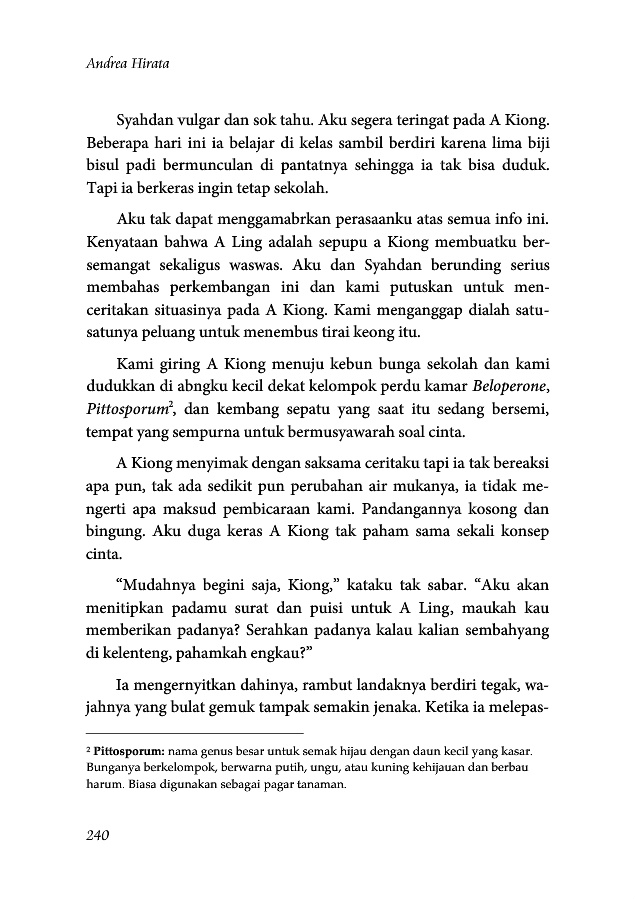 Andrea Hirata
Syahdan vulgar dan sok tahu. Aku segera teringat pada A Kiong.
Beberapa hari ini ia belajar di kelas sambil berdiri karena lima biji
bisul padi bermunculan di pantatnya sehingga ia tak bisa duduk.
Tapi ia berkeras ingin tetap sekolah.
Aku tak dapat menggamabrkan perasaanku atas semua info ini.
Kenyataan bahwa A Ling adalah sepupu a Kiong membuatku ber-
semangat sekaligus waswas. Aku dan Syahdan berunding serius
membahas perkembangan ini dan kami putuskan untuk men-
ceritakan situasinya pada A Kiong. Kami menganggap dialah satu-
satunya peluang untuk menembus tirai keong itu.
Kami giring A Kiong menuju kebun bunga sekolah dan kami
dudukkan di abngku kecil dekat kelompok perdu kamar Beloperone,
Pittosporum², dan kembang sepatu yang saat itu sedang bersemi,
tempat yang sempurna untuk bermusyawarah soal cinta.
A Kiong menyimak dengan saksama ceritaku tapi ia tak bereaksi
apa pun, tak ada sedikit pun perubahan air mukanya, ia tidak me-
ngerti apa maksud pembicaraan kami. Pandangannya kosong dan
bingung. Aku duga keras A Kiong tak paham sama sekali konsep
cinta.
“Mudahnya begini saja, Kiong,” kataku tak sabar. “Aku akan
menitipkan padamu surat dan puisi untuk A Ling, maukah kau
memberikan padanya? Serahkan padanya kalau kalian sembahyang
di kelenteng, pahamkah engkau?”
Ia mengernyitkan dahinya, rambut landaknya berdiri tegak, wa-
jahnya yang bulat gemuk tampak semakin jenaka. Ketika ia melepas-
² Pittosporum: nama genus besar untuk semak hijau dengan daun kecil yang kasar.
Bunganya berkelompok, berwarna putih, ungu, atau kuning kehijauan dan berbau
harum. Biasa digunakan sebagai pagar tanaman.
240